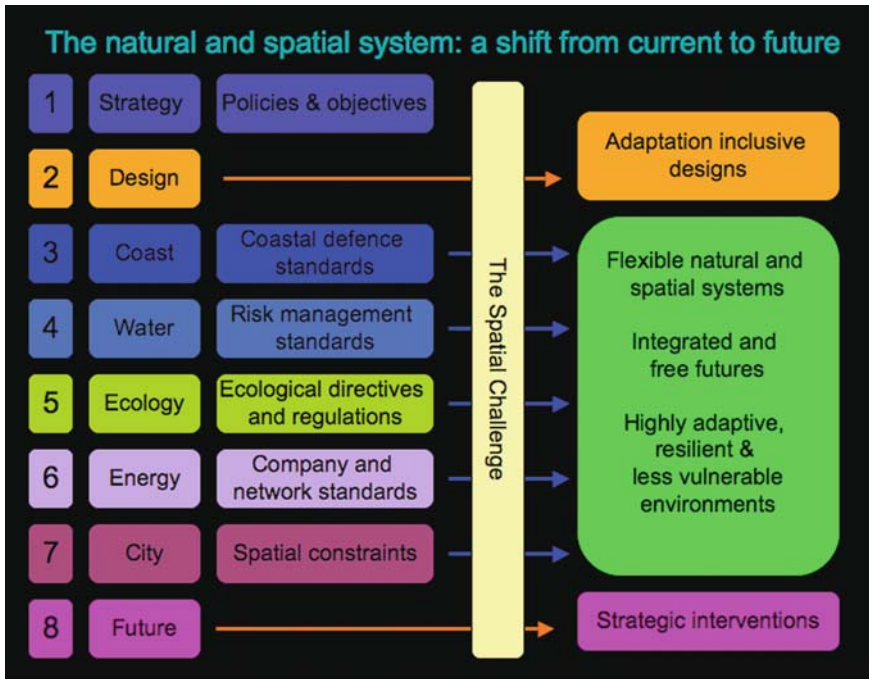 The natural and spatial system: a shift from current to future
1
Strategy
Policies & objectives
2
Design
Adaptation inclusive
designs
3
Coast
Coastal defence
standards
4
Water
Risk management
standards
5
Ecology
Ecological directives
and regulations
6
Energy
Company and
network standards
7
City
Spatial constraints
8
Future
The Spatial Challenge
Flexible natural and
spatial systems
Integrated and
free futures
Highly adaptive,
resilient &
less vulnerable
environments
Strategic interventions